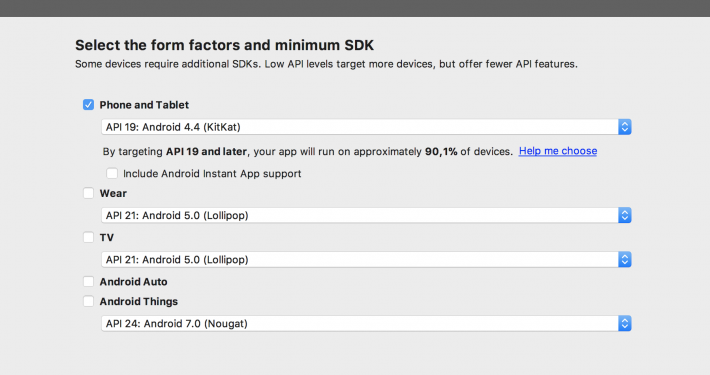 Select the form factors and minimum SDK
Some devices require additional SDKs. Low API levels target more devices, but offer fewer API features.
Phone and Tablet
API 19: Android 4.4 (KitKat)
By targeting API 19 and later, your app will run on approximately 90,1% of devices. Help me choose
Include Android Instant App support
Wear
API 21: Android 5.0 (Lollipop)
TV
API 21: Android 5.0 (Lollipop)
Android Auto
Android Things
API 24: Android 7.0 (Nougat)